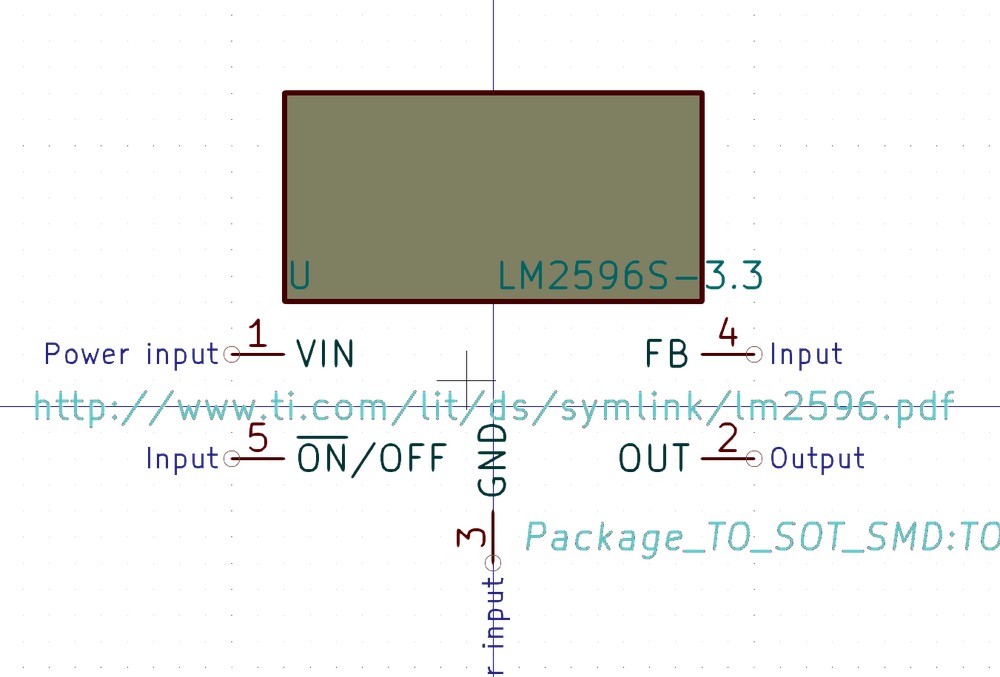 U LM2596S-3.3
1 4
Power input VIN FB Input
http://www.ti.com/lit/ds/symlink/lm2596.pdf
5 2
Input ON/OFF GND OUT Output
3 Package_TO_SOT_SMD:TO
r input